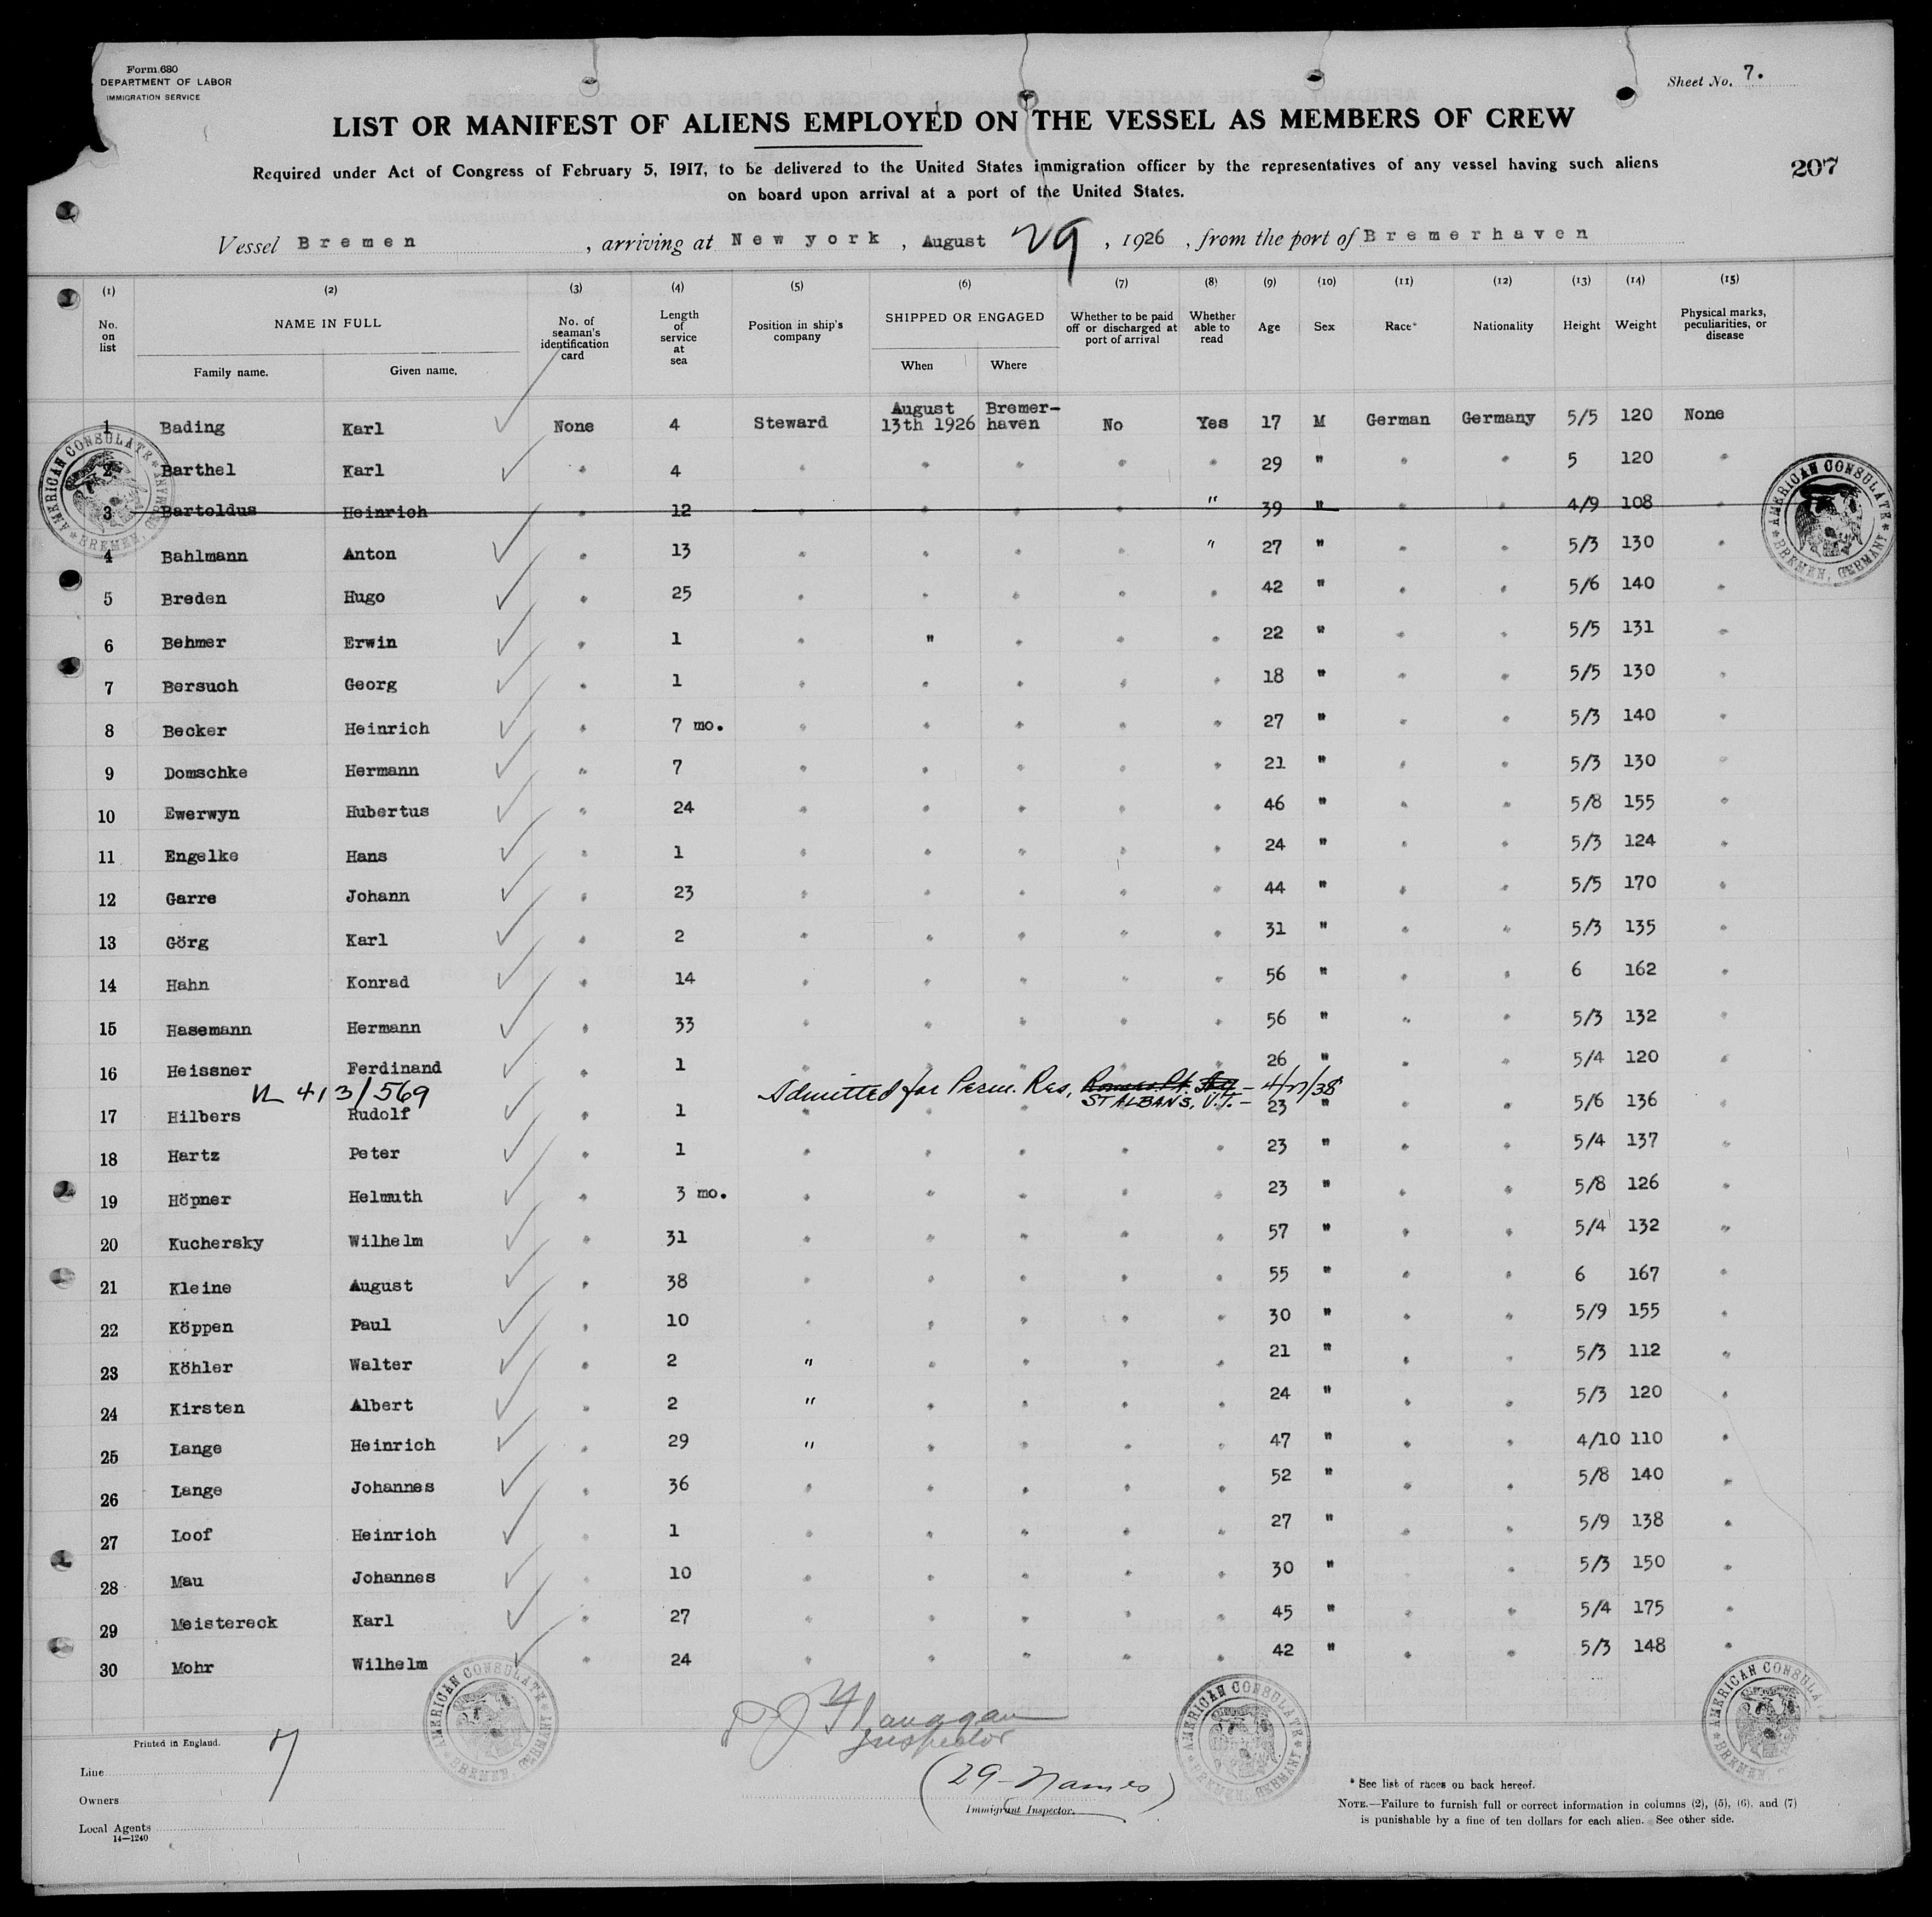 Form 680
DEPARTMENT OF LABOR
IMMIGRATION SERVICE
Sheet No. 7.
LIST OR MANIFEST OF ALIENS EMPLOYED ON THE VESSEL AS MEMBERS OF CREW
Required under Act of Congress of February 5, 1917, to be delivered to the United States immigration officer by the representatives of any vessel having such aliens
on board upon arrival at a port of the United States.
207
Vessel Bremen, arriving at New york, August 29, 1926, from the port of Bremerhaven
(1) (2) (3) (4) (5) (6) (7) (8) (9) (10) (11) (12) (13) (14) (15)
No. on list NAME IN FULL Family name. Given name. No. of seaman's identification card Length of service at sea Position in ship's company SHIPPED OR ENGAGED When Where Whether to be paid off or discharged at port of arrival Whether able to read Age Sex Race* Nationality Height Weight Physical marks, peculiarities, or disease
1 Bading Karl None 4 Steward August 13th 1926 Bremer-haven No Yes 17 M German Germany 5/5 120 None
2 Barthel Karl " 4 " " " " " 29 " " " 5 120 "
3 Bartoldus Heinrich " 12 " " " " " 39 " " " 4/9 108 "
4 Bahlmann Anton " 13 " " " " " 27 " " " 5/3 130 "
5 Breden Hugo " 25 " " " " " 42 " " " 5/6 140 "
6 Behmer Erwin " 1 " " " " " 22 " " " 5/5 131 "
7 Bersuch Georg " 1 " " " " " 18 " " " 5/5 130 "
8 Becker Heinrich " 7 mo. " " " " " 27 " " " 5/3 140 "
9 Domschke Hermann " 7 " " " " " 21 " " " 5/3 130 "
10 Ewerwyn Hubertus " 24 " " " " " 46 " " " 5/8 155 "
11 Engelke Hans " 1 " " " " " 24 " " " 5/3 124 "
12 Garre Johann " 23 " " " " " 44 " " " 5/5 170 "
13 Görg Karl " 2 " " " " " 31 " " " 5/3 135 "
14 Hahn Konrad " 14 " " " " " 56 " " " 6 162 "
15 Hasemann Hermann " 33 " " " " " 56 " " " 5/3 132 "
16 Heissner Ferdinand " 1 " " " " " 26 " " " 5/4 120 "
413/569 Admitted for Perm. Res, ST ALBANS, V.T. -
17 Hilbers Rudolf " 1 " " " " " 23 " " " 5/6 136 "
18 Hartz Peter " 1 " " " " " 23 " " " 5/4 137 "
19 Höpner Helmuth " 3 mo. " " " " " 23 " " " 5/8 126 "
20 Kuchersky Wilhelm " 31 " " " " " 57 " " " 5/4 132 "
21 Kleine August " 38 " " " " " 55 " " " 6 167 "
22 Köppen Paul " 10 " " " " " 30 " " " 5/9 155 "
23 Köhler Walter " 2 " " " " " 21 " " " 5/3 112 "
24 Kirsten Albert " 2 " " " " " 24 " " " 5/3 120 "
25 Lange Heinrich " 29 " " " " " 47 " " " 4/10 110 "
26 Lange Johannes " 36 " " " " " 52 " " " 5/8 140 "
27 Loof Heinrich " 1 " " " " " 27 " " " 5/9 138 "
28 Mau Johannes " 10 " " " " " 30 " " " 5/3 150 "
29 Meistereck Karl " 27 " " " " " 45 " " " 5/4 175 "
30 Mohr Wilhelm " 24 " " " " " 42 " " " 5/3 148 "
AMERICAN CONSULATE BREMEN, GERMANY
AMERICAN CONSULATE BREMEN, GERMANY
AMERICAN CONSULATE BREMEN, GERMANY
AMERICAN CONSULATE BREMEN, GERMANY
AMERICAN CONSULATE BREMEN
Inspector
(29 - Names)
Immigrant Inspector.
Printed in England.
7
Line
Owners
Local Agents
14—1240
* See list of races on back hereof.
NOTE.—Failure to furnish full or correct information in columns (2), (5), (6), and (7)
is punishable by a fine of ten dollars for each alien. See other side.